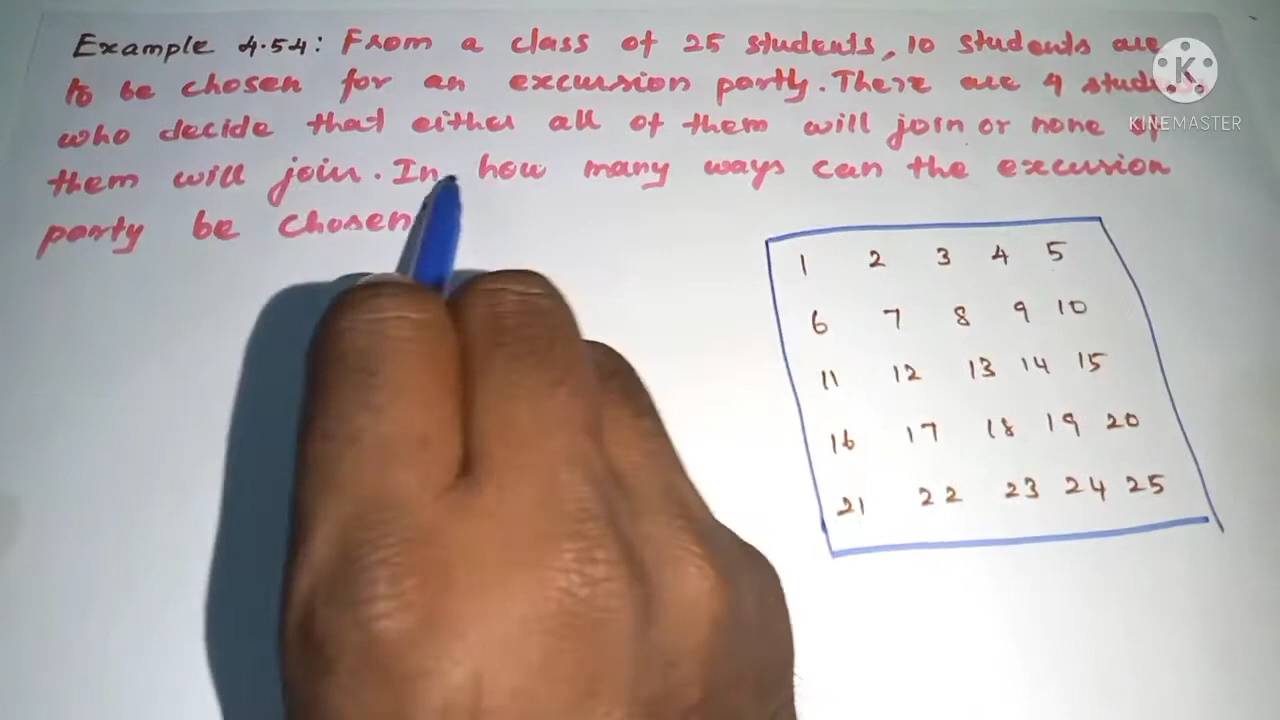 Example 4.54: From a class of 25 students, 10 students are
to be chosen for an excursion party. There are 4
who decide that either all of them will join or none
them will join. In how many ways can the excursion
party be chosen
K
KINEMASTER
1 2 3 4 5
6 7 8 9 10
11 12 13 14 15
16 17 18 19 20
21 22 23 24 25